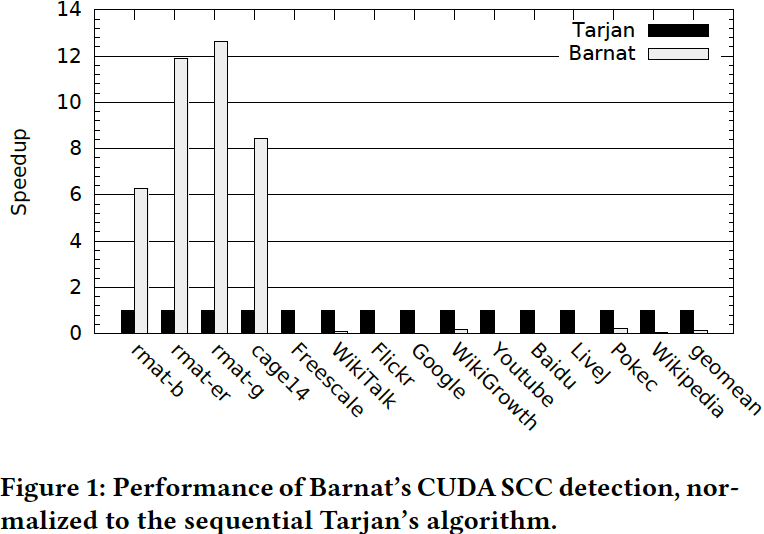 14
12
10
8
6
4
2
0
Speedup
Tarjan
Barnat
rmat-b
rmat-er
rmat-g
cage14
Freescale
WikiTalk
Flickr
Google
WikiGrowth
Youtube
Baidu
LiveJ
Pokec
Wikipedia
geomean
Figure 1: Performance of Barnat’s CUDA SCC detection, nor-
malized to the sequential Tarjan’s algorithm.